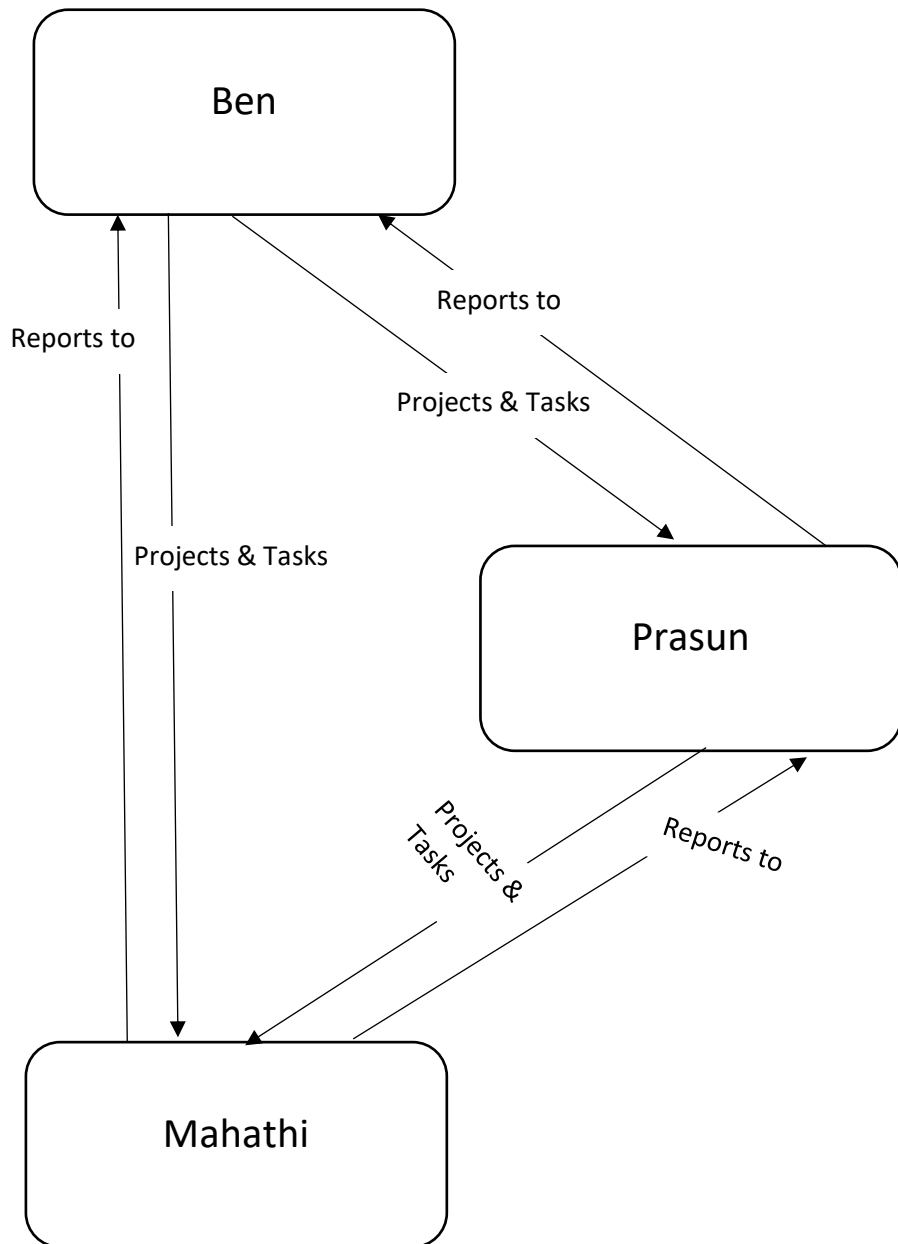 Ben
Reports to
Reports to
Projects & Tasks
Projects & Tasks
Prasun
Projects &
Tasks
Reports to
Mahathi